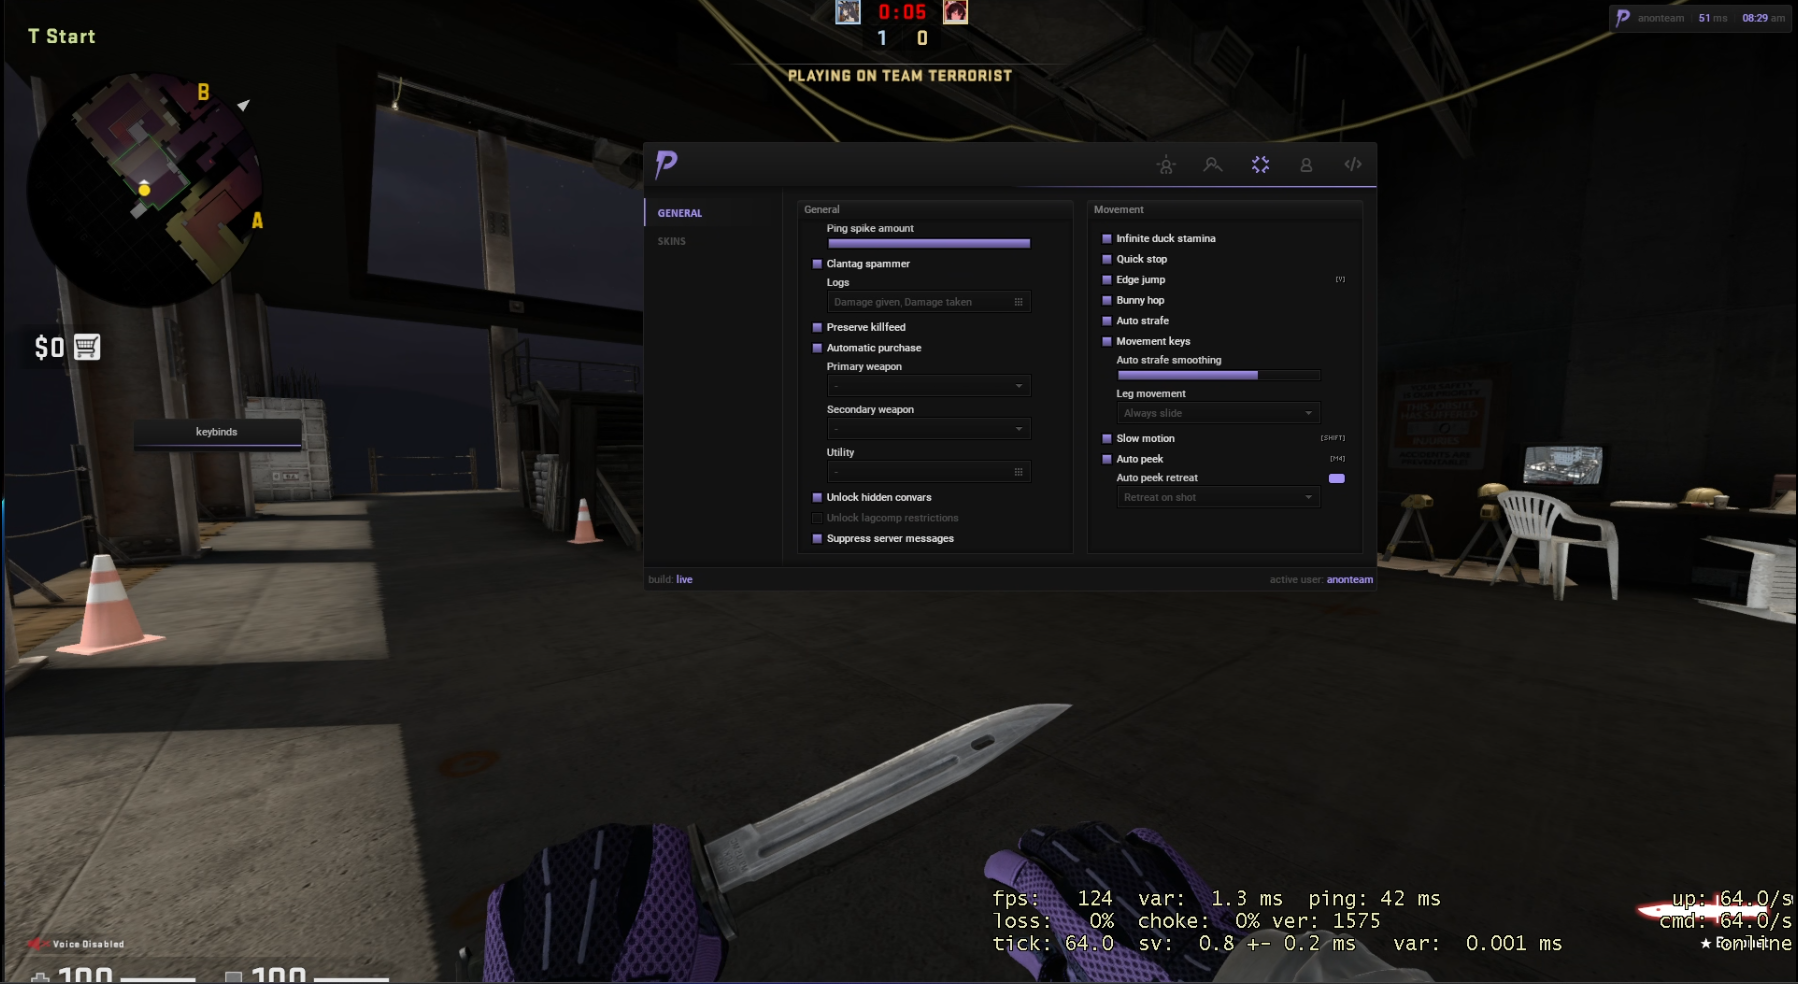 T Start
0:05
1 0
PLAYING ON TEAM TERRORIST
anonteam 51 ms 08:29 am
B
A
$0
keybinds
GENERAL
SKINS
General
Ping spike amount
Clantag spammer
Logs
Damage given, Damage taken
Preserve killfeed
Automatic purchase
Primary weapon
-
Secondary weapon
-
Utility
-
Unlock hidden convars
Unlock lagcomp restrictions
Suppress server messages
Movement
Infinite duck stamina
Quick stop
Edge jump [V]
Bunny hop
Auto strafe
Movement keys
Auto strafe smoothing
Leg movement
Always slide
Slow motion [SHIFT]
Auto peek [M4]
Auto peek retreat
Retreat on shot
build: live
active user: anonteam
fps: 124 var: 1.3 ms ping: 42 ms
loss: 0% choke: 0% ver: 1575
tick: 64.0 sv: 0.8 +- 0.2 ms var: 0.001 ms
up: 64.0/s
cmd: 64.0/s
online
Voice Disabled
100 100